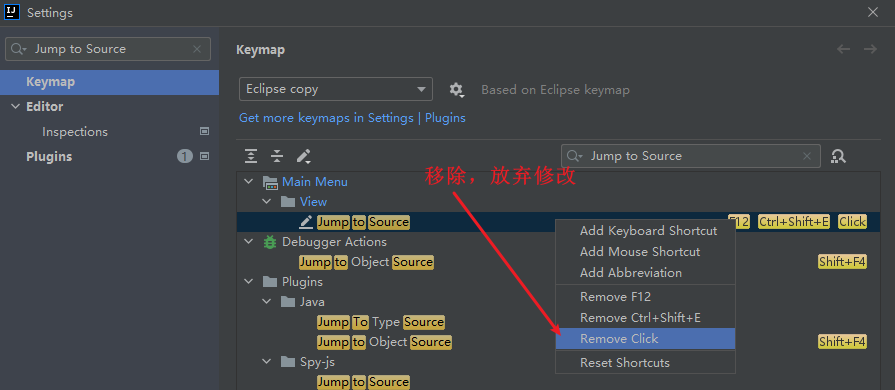 IJ
Settings
Jump to Source
Keymap
Editor
Inspections
Plugins
1
Keymap
Eclipse copy
Based on Eclipse keymap
Get more keymaps in Settings | Plugins
Jump to Source
移除，放弃修改
Main Menu
View
Jump to Source
F12 Ctrl+Shift+E Click
Debugger Actions
Jump to Object Source
Shift+F4
Plugins
Java
Jump To Type Source
Jump to Object Source
Shift+F4
Spy-js
Jump to Source
Add Keyboard Shortcut
Add Mouse Shortcut
Add Abbreviation
Remove F12
Remove Ctrl+Shift+E
Remove Click
Reset Shortcuts